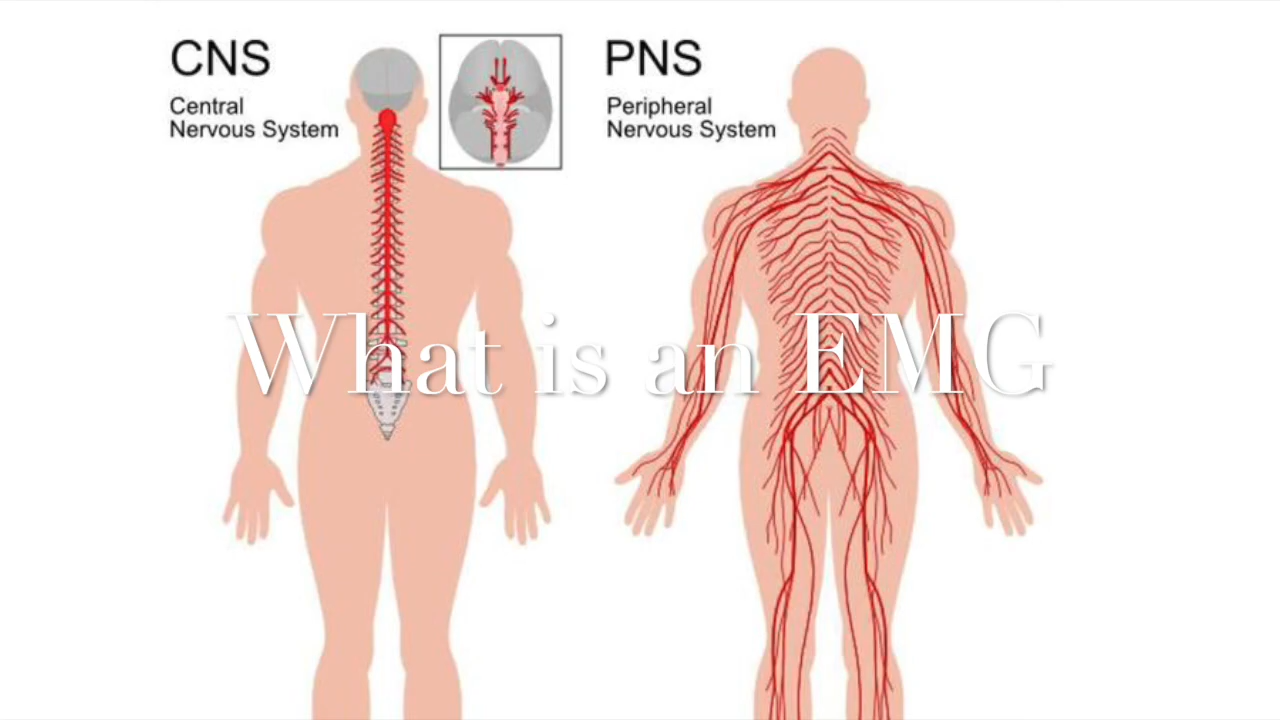 CNS
Central
Nervous System
PNS
Peripheral
Nervous System
What is an EMG